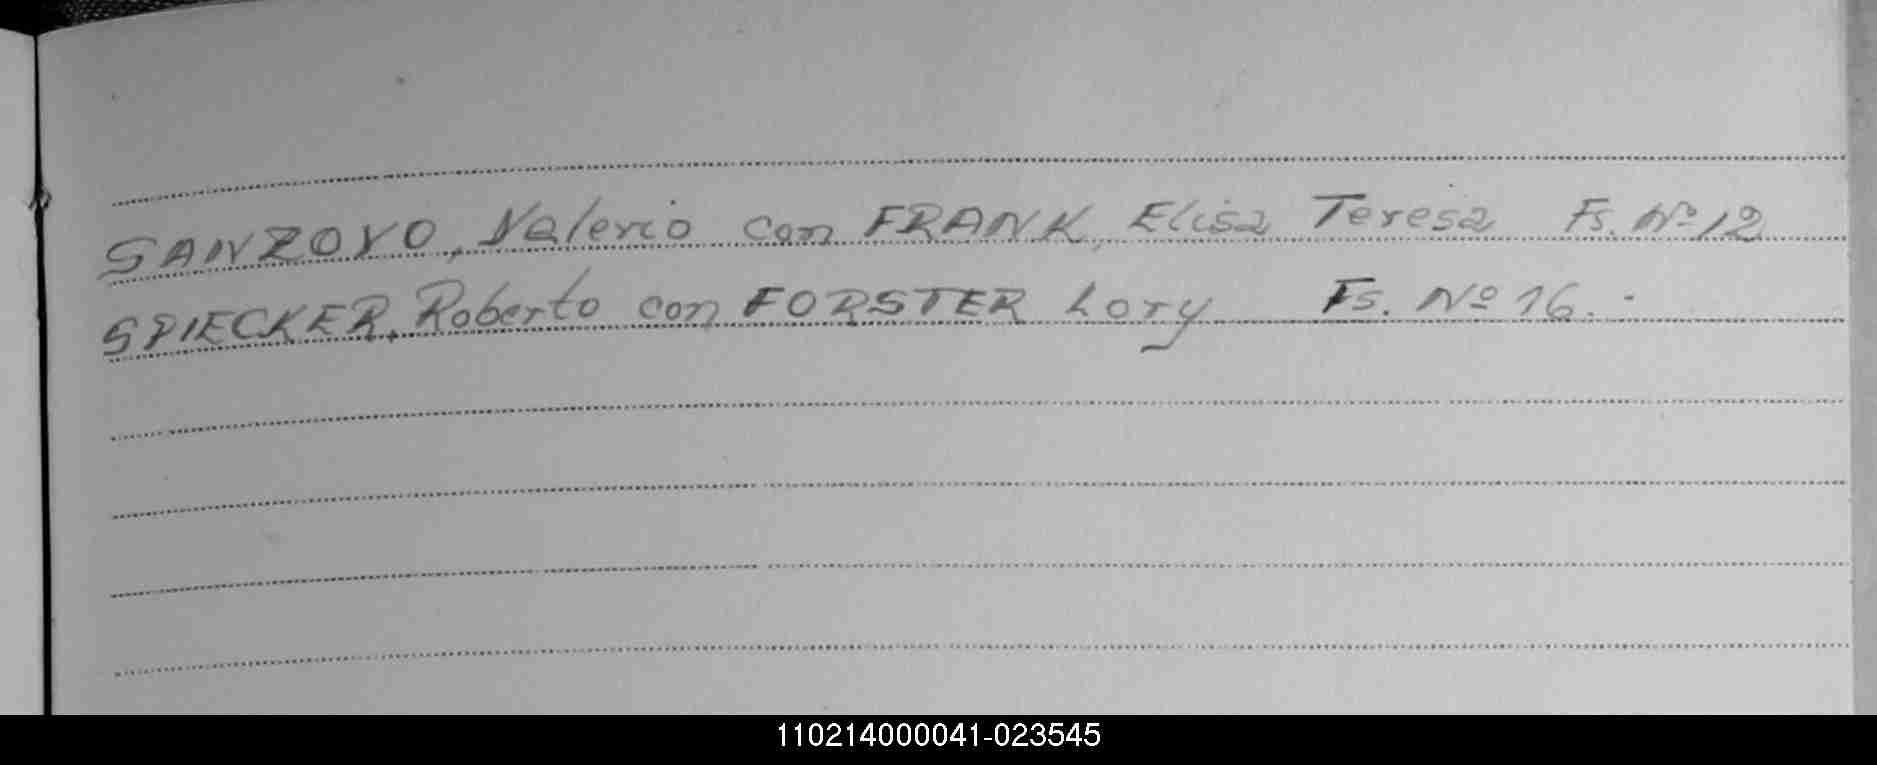 SANZOVO, Valerio con FRANK, Elisa Teresa Fs. Nº 12
SPIECKER, Roberto con FORSTER Lory Fs. Nº 16. -
110214000041-023545